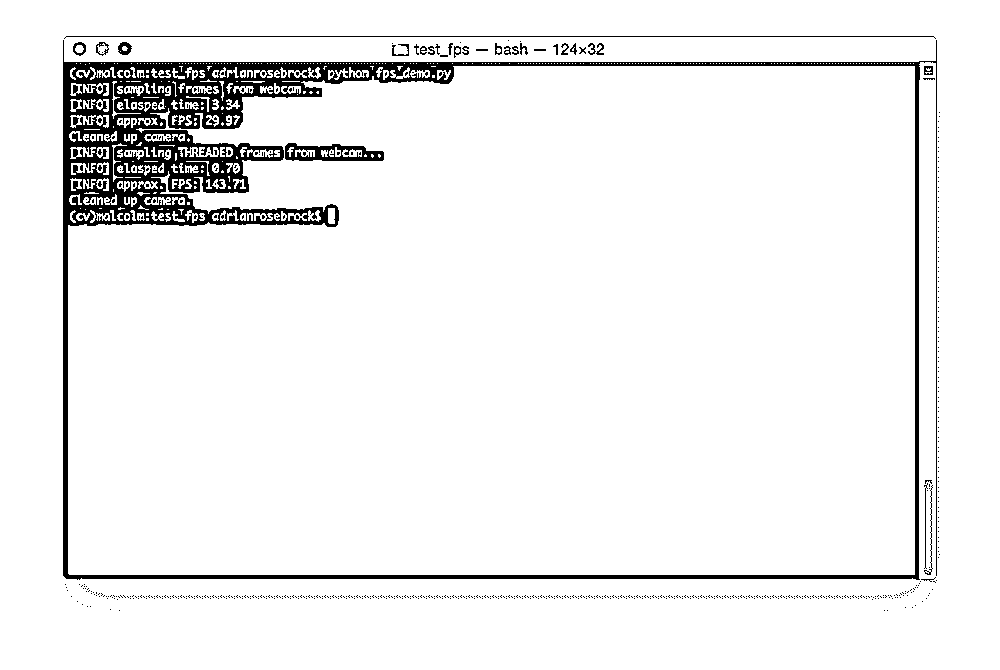 test_fps — bash — 124×32
(cv)malcolm:test_fps adrianrosebrock$ python fps_demo.py
[INFO] sampling frames from webcam...
[INFO] elasped time: 3.34
[INFO] approx. FPS: 29.97
Cleaned up camera.
[INFO] sampling THREADED frames from webcam...
[INFO] elasped time: 0.70
[INFO] approx. FPS: 143.71
Cleaned up camera.
(cv)malcolm:test_fps adrianrosebrock$